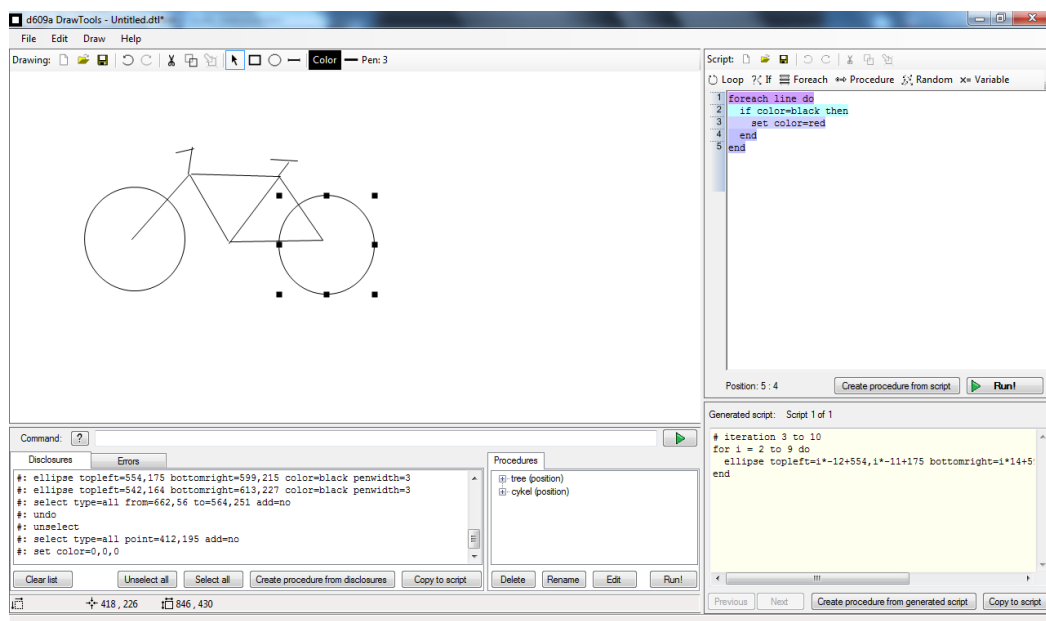 d609a DrawTools - Untitled.dtl*
File Edit Draw Help
Drawing: Color Pen: 3
Script:
Loop ?( If Foreach Procedure Random x= Variable
1 foreach line do
2 if color=black then
3 set color=red
4 end
5 end
Position: 5 : 4 Create procedure from script Run!
Generated script: Script 1 of 1
# iteration 3 to 10
for i = 2 to 9 do
ellipse topleft=i*-12+554,i*-11+175 bottomright=i*14+5
end
Previous Next Create procedure from generated script Copy to script
Command: ?
Disclosures Errors
#: ellipse topleft=554,175 bottomright=599,215 color=black penwidth=3
#: ellipse topleft=542,164 bottomright=613,227 color=black penwidth=3
#: select type=all from=662,56 to=564,251 add=no
#: undo
#: unselect
#: select type=all point=412,195 add=no
#: set color=0,0,0
Clear list Unselect all Select all Create procedure from disclosures Copy to script
Procedures
tree (position)
cykel (position)
Delete Rename Edit Run!
418 , 226 846 , 430